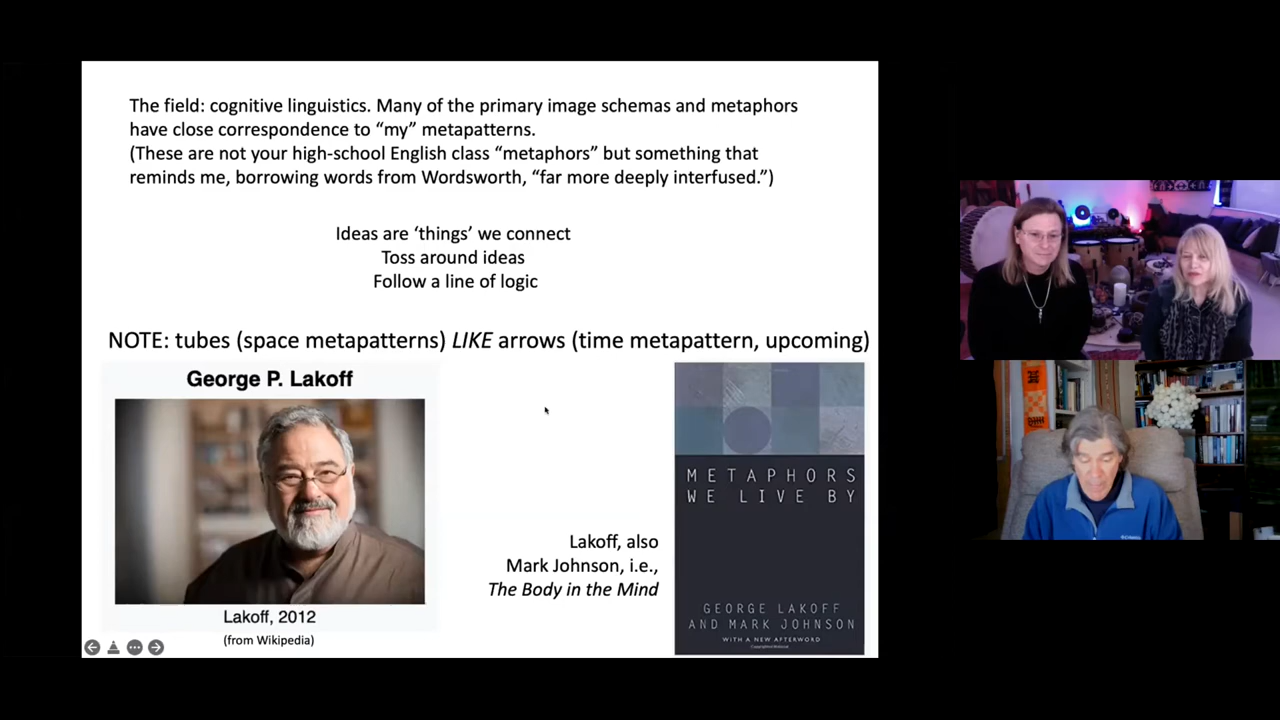 The field: cognitive linguistics. Many of the primary image schemas and metaphors
have close correspondence to “my” metapatterns.
(These are not your high-school English class “metaphors” but something that
reminds me, borrowing words from Wordsworth, “far more deeply interfused.”)
Ideas are ‘things’ we connect
Toss around ideas
Follow a line of logic
NOTE: tubes (space metapatterns) LIKE arrows (time metapattern, upcoming)
George P. Lakoff
Lakoff, 2012
(from Wikipedia)
Lakoff, also
Mark Johnson, i.e.,
The Body in the Mind
METAPHORS
WE LIVE BY
GEORGE LAKOFF
AND MARK JOHNSON
WITH A NEW AFTERWORD